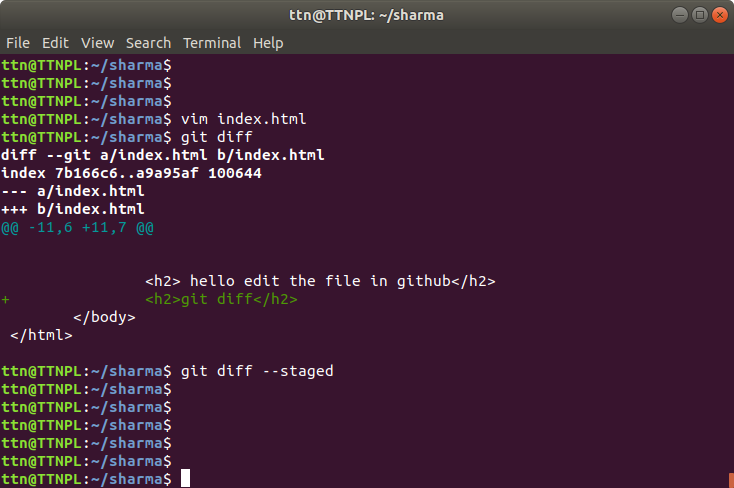 ttn@TTNPL: ~/sharma
File Edit View Search Terminal Help
ttn@TTNPL:~/sharma$
ttn@TTNPL:~/sharma$
ttn@TTNPL:~/sharma$
ttn@TTNPL:~/sharma$ vim index.html
ttn@TTNPL:~/sharma$ git diff
diff --git a/index.html b/index.html
index 7b166c6..a9a95af 100644
--- a/index.html
+++ b/index.html
@@ -11,6 +11,7 @@
<h2> hello edit the file in github</h2>
+                <h2>git diff</h2>
</body>
</html>
ttn@TTNPL:~/sharma$ git diff --staged
ttn@TTNPL:~/sharma$
ttn@TTNPL:~/sharma$
ttn@TTNPL:~/sharma$
ttn@TTNPL:~/sharma$
ttn@TTNPL:~/sharma$
ttn@TTNPL:~/sharma$